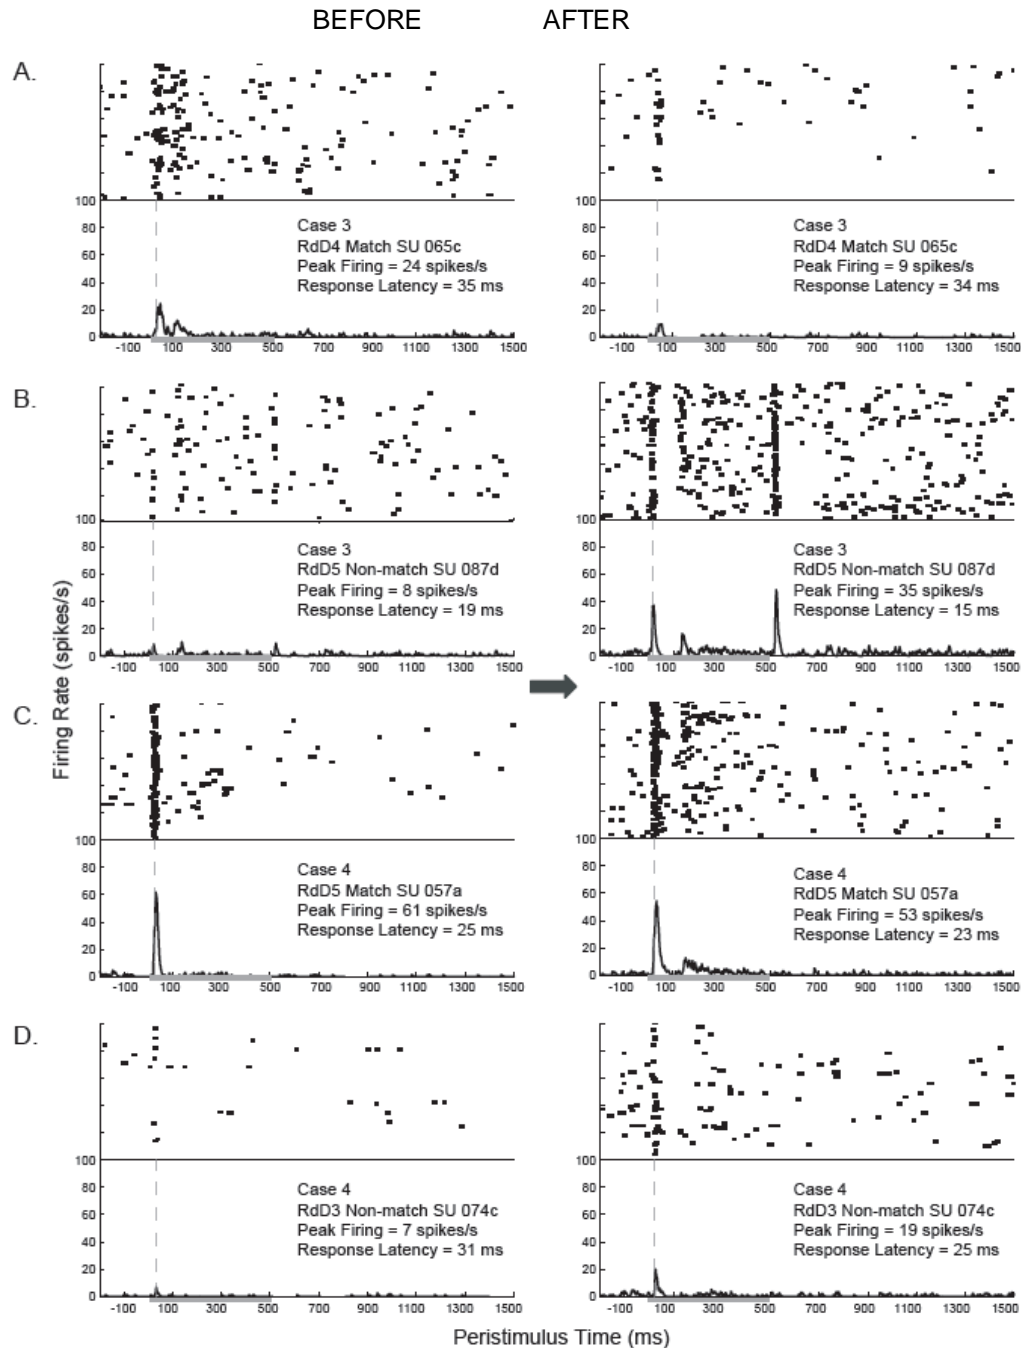 BEFORE AFTER
A.
100
80
60
40
20
0
Case 3
RdD4 Match SU 065c
Peak Firing = 24 spikes/s
Response Latency = 35 ms
-100 100 300 500 700 900 1100 1300 1500
100
80
60
40
20
0
Case 3
RdD4 Match SU 065c
Peak Firing = 9 spikes/s
Response Latency = 34 ms
-100 100 300 500 700 900 1100 1300 1500
B.
100
80
60
40
20
0
Case 3
RdD5 Non-match SU 087d
Peak Firing = 8 spikes/s
Response Latency = 19 ms
-100 100 300 500 700 900 1100 1300 1500
100
80
60
40
20
0
Case 3
RdD5 Non-match SU 087d
Peak Firing = 35 spikes/s
Response Latency = 15 ms
-100 100 300 500 700 900 1100 1300 1500
Firing Rate (spikes/s)
C.
100
80
60
40
20
0
Case 4
RdD5 Match SU 057a
Peak Firing = 61 spikes/s
Response Latency = 25 ms
-100 100 300 500 700 900 1100 1300 1500
100
80
60
40
20
0
Case 4
RdD5 Match SU 057a
Peak Firing = 53 spikes/s
Response Latency = 23 ms
-100 100 300 500 700 900 1100 1300 1500
D.
100
80
60
40
20
0
Case 4
RdD3 Non-match SU 074c
Peak Firing = 7 spikes/s
Response Latency = 31 ms
-100 100 300 500 700 900 1100 1300 1500
100
80
60
40
20
0
Case 4
RdD3 Non-match SU 074c
Peak Firing = 19 spikes/s
Response Latency = 25 ms
-100 100 300 500 700 900 1100 1300 1500
Peristimulus Time (ms)